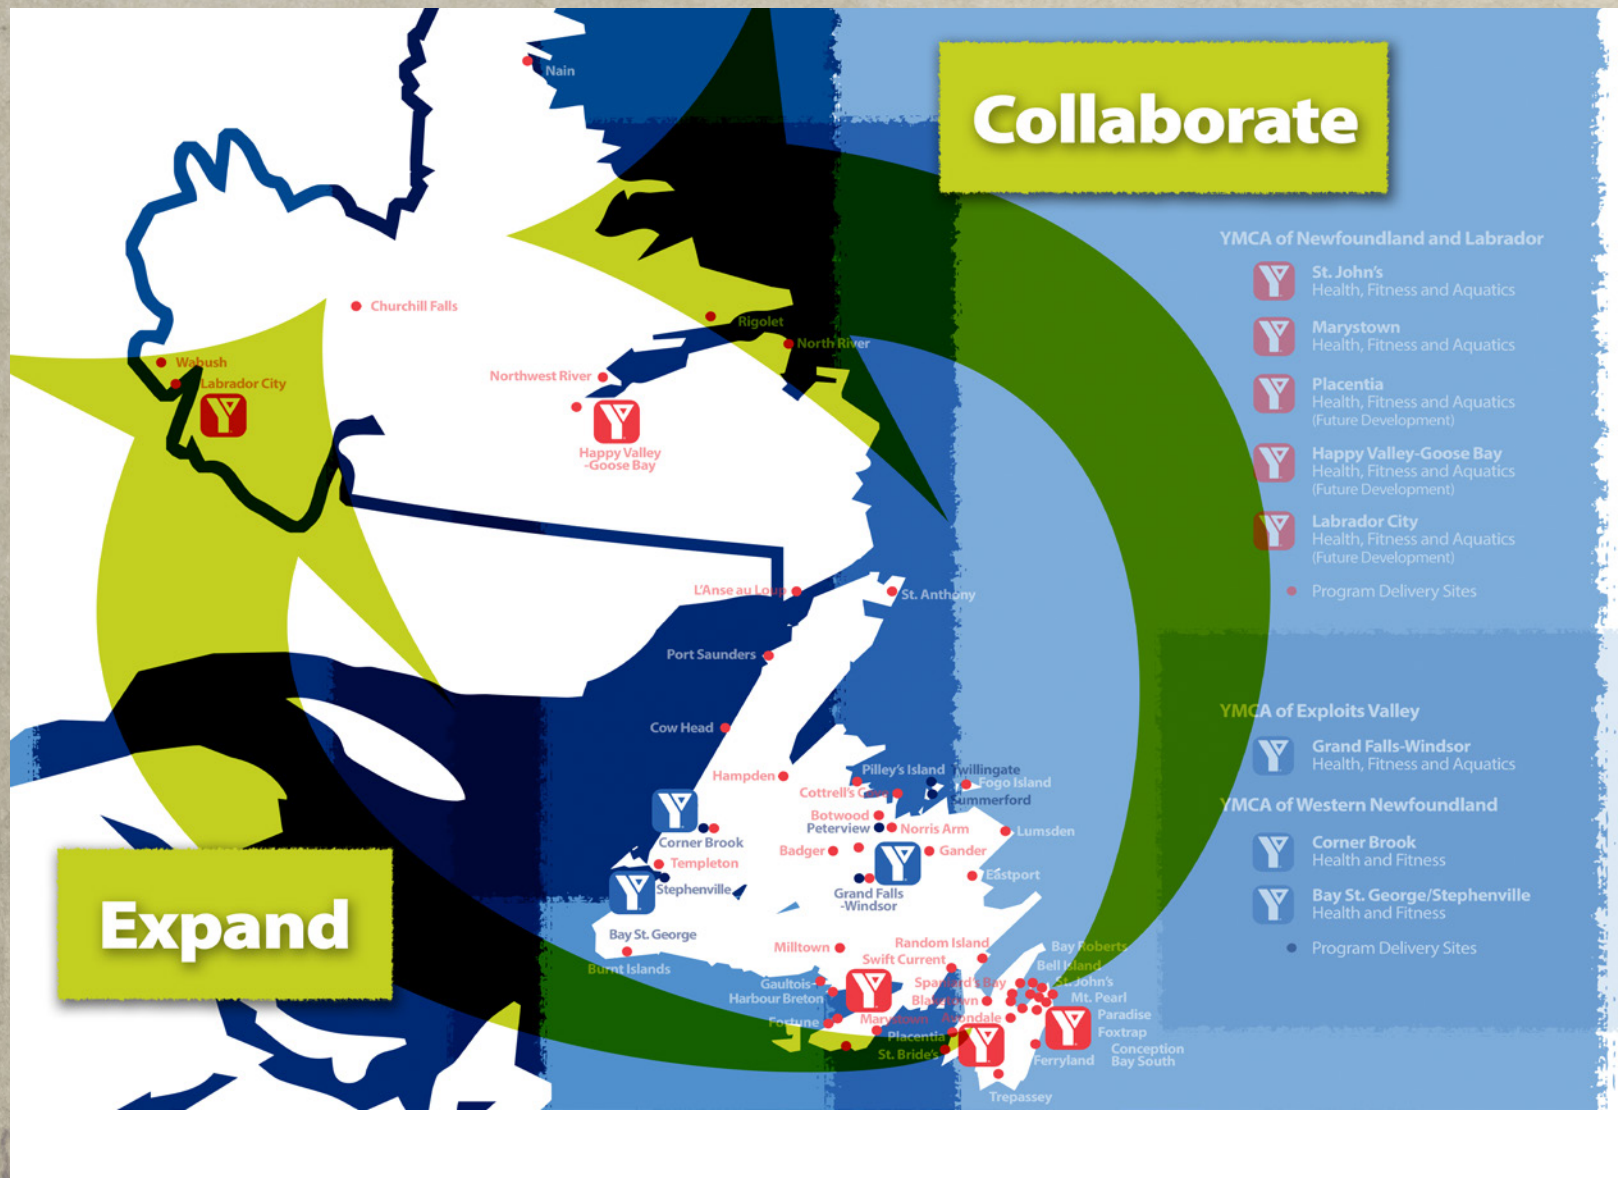 Nain
Collaborate
YMCA of Newfoundland and Labrador
St. John's
Health, Fitness and Aquatics
Marystown
Health, Fitness and Aquatics
Placentia
Health, Fitness and Aquatics
(Future Development)
Happy Valley-Goose Bay
Health, Fitness and Aquatics
(Future Development)
Labrador City
Health, Fitness and Aquatics
(Future Development)
Program Delivery Sites
YMCA of Exploits Valley
Grand Falls-Windsor
Health, Fitness and Aquatics
YMCA of Western Newfoundland
Corner Brook
Health and Fitness
Bay St. George/Stephenville
Health and Fitness
Program Delivery Sites
Churchill Falls
Rigolet
North River
Wabush
Labrador City
Northwest River
Happy Valley
-Goose Bay
L'Anse au Loup
St. Anthony
Port Saunders
Cow Head
Hampden
Pilley's Island
Twillingate
Fogo Island
Cottrell's Cove
Summerford
Botwood
Peterview
Norris Arm
Lumsden
Corner Brook
Badger
Gander
Templeton
Eastport
Stephenville
Grand Falls
-Windsor
Expand
Bay St. George
Burnt Islands
Milltown
Random Island
Swift Current
Bay Roberts
Bell Island
St. John's
Gaultois
Spaniard's Bay
Harbour Breton
Blaketown
Mt. Pearl
Fortune
Marystown
Avondale
Paradise
Placentia
Foxtrap
St. Bride's
Ferryland
Conception
Bay South
Trepassey